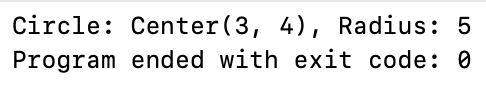 Circle: Center(3, 4), Radius: 5
Program ended with exit code: 0